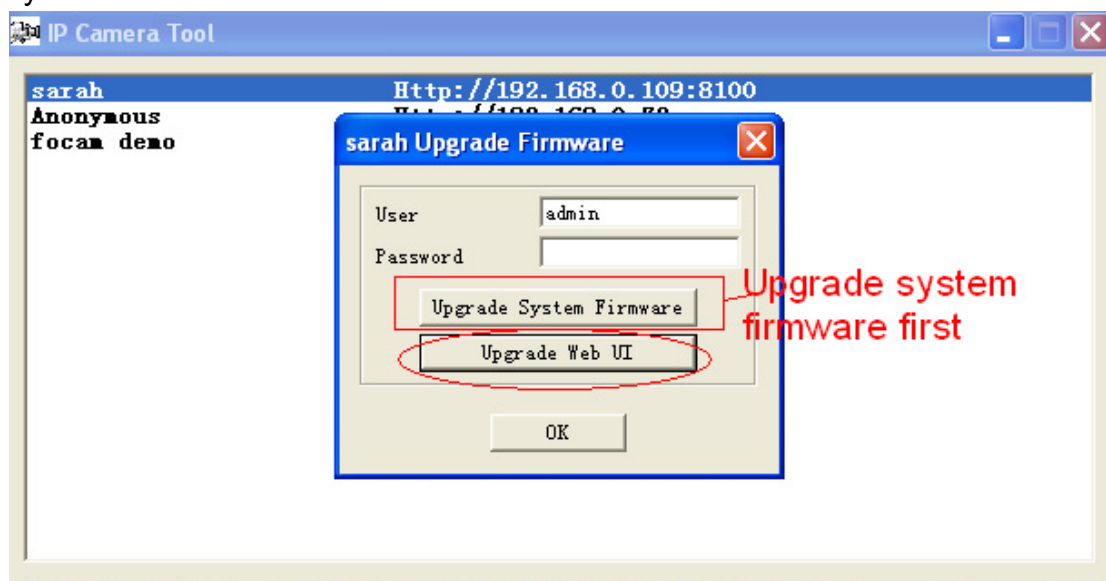 IP Camera Tool
sarah Http://192.168.0.109:8100
Anonymous
focam demo
sarah Upgrade Firmware
User admin
Password
Upgrade System Firmware
Upgrade Web UI
OK
Upgrade system
firmware first